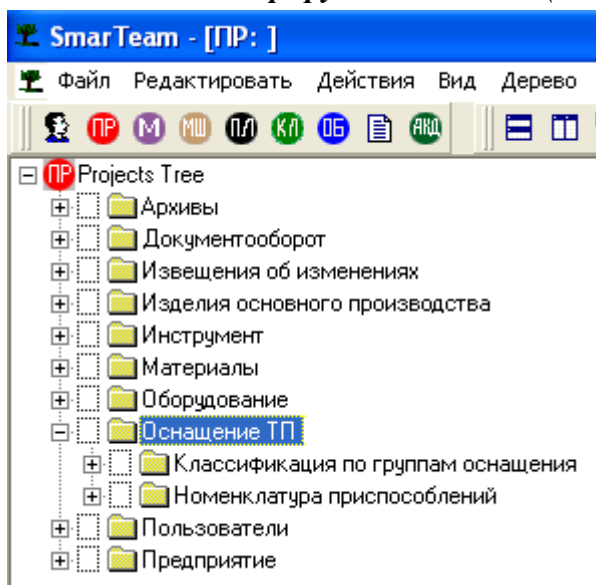 SmarTeam - [ПР: ]
Файл Редактировать Действия Вид Дерево
ПР М МШ ПЛ КЛ ОБ АКД
ПР Projects Tree
Архивы
Документооборот
Извещения об изменениях
Изделия основного производства
Инструмент
Материалы
Оборудование
Оснащение ТП
Классификация по группам оснащения
Номенклатура приспособлений
Пользователи
Предприятие